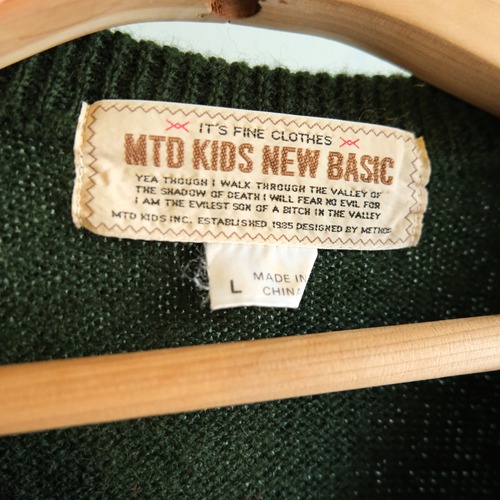 IT'S FINE CLOTHES
MTD KIDS NEW BASIC
YEA THOUGH I WALK THROUGH THE VALLEY OF
THE SHADOW OF DEATH I WILL FEAR NO EVIL FOR
I AM THE EVILEST SON OF A BITCH IN THE VALLEY
MTD KIDS INC. ESTABLISHED 1985 DESIGNED BY METHOD
L
MADE IN
CHINA